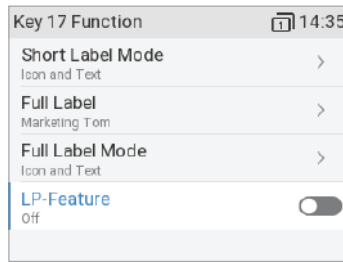 Key 17 Function 1 14:35
Short Label Mode
Icon and Text
Full Label
Marketing Tom
Full Label Mode
Icon and Text
LP-Feature
Off